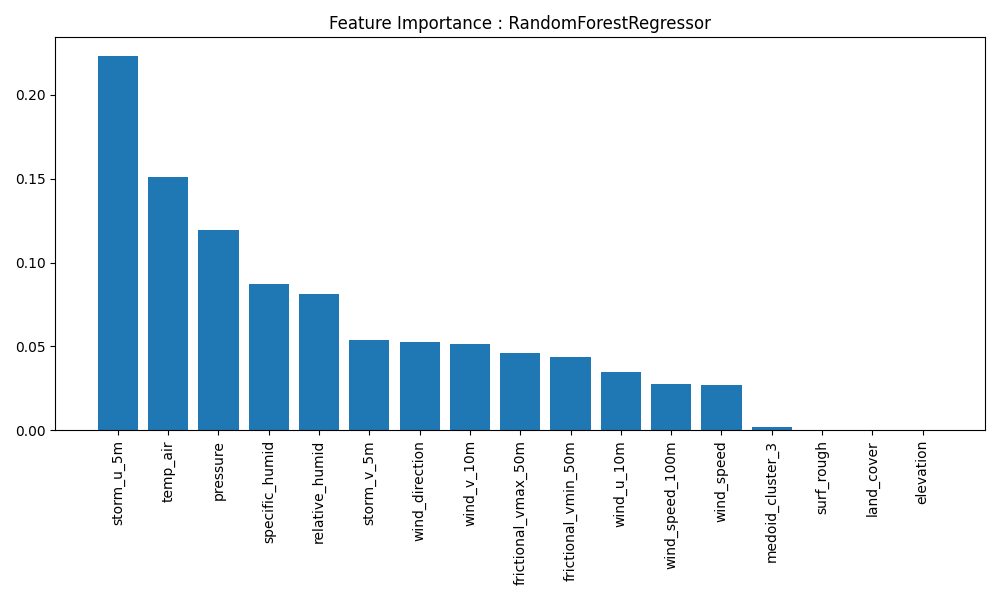 Feature Importance : RandomForestRegressor
0.20
0.15
0.10
0.05
0.00
storm_u_5m
temp_air
pressure
specific_humid
relative_humid
storm_v_5m
wind_direction
wind_v_10m
frictional_vmax_50m
frictional_vmin_50m
wind_u_10m
wind_speed_100m
wind_speed
medoid_cluster_3
surf_rough
land_cover
elevation